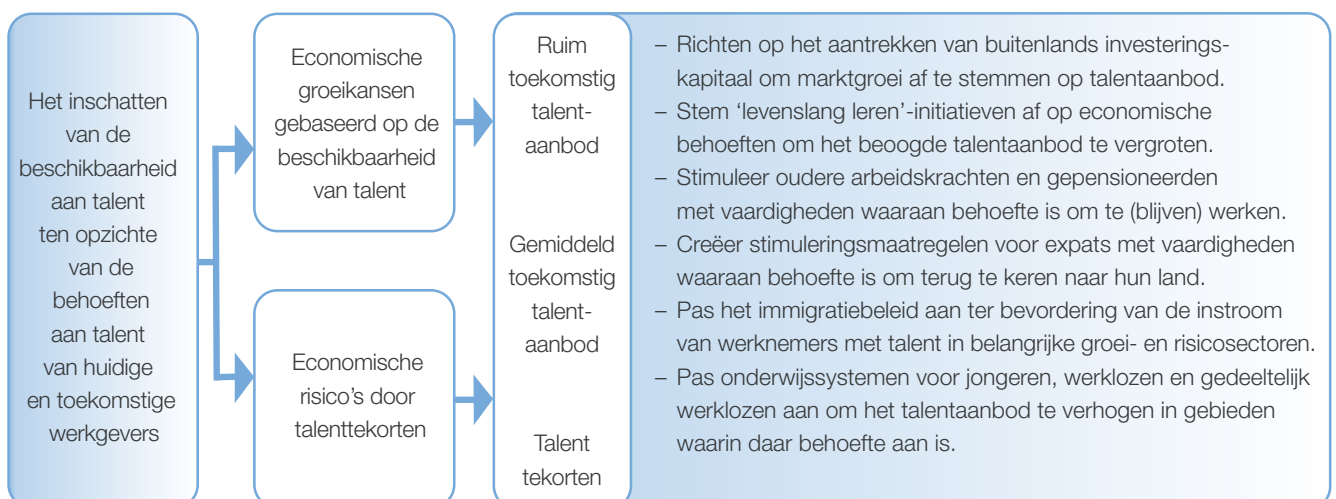 Het inschatten
van de
beschikbaarheid
aan talent
ten opzichte
van de
behoeften
aan talent
van huidige
en toekomstige
werkgevers
Economische
groeikansen
gebaseerd op de
beschikbaarheid
van talent
Economische
risico’s door
talenttekorten
Ruim
toekomstig
talent-
aanbod
Gemiddeld
toekomstig
talent-
aanbod
Talent
tekorten
– Richten op het aantrekken van buitenlands investerings-
kapitaal om marktgroei af te stemmen op talentaanbod.
– Stem ‘levenslang leren’-initiatieven af op economische
behoeften om het beoogde talentaanbod te vergroten.
– Stimuleer oudere arbeidskrachten en gepensioneerden
met vaardigheden waaraan behoefte is om te (blijven) werken.
– Creëer stimuleringsmaatregelen voor expats met vaardigheden
waaraan behoefte is om terug te keren naar hun land.
– Pas het immigratiebeleid aan ter bevordering van de instroom
van werknemers met talent in belangrijke groei- en risicosectoren.
– Pas onderwijssystemen voor jongeren, werklozen en gedeeltelijk
werklozen aan om het talentaanbod te verhogen in gebieden
waarin daar behoefte aan is.